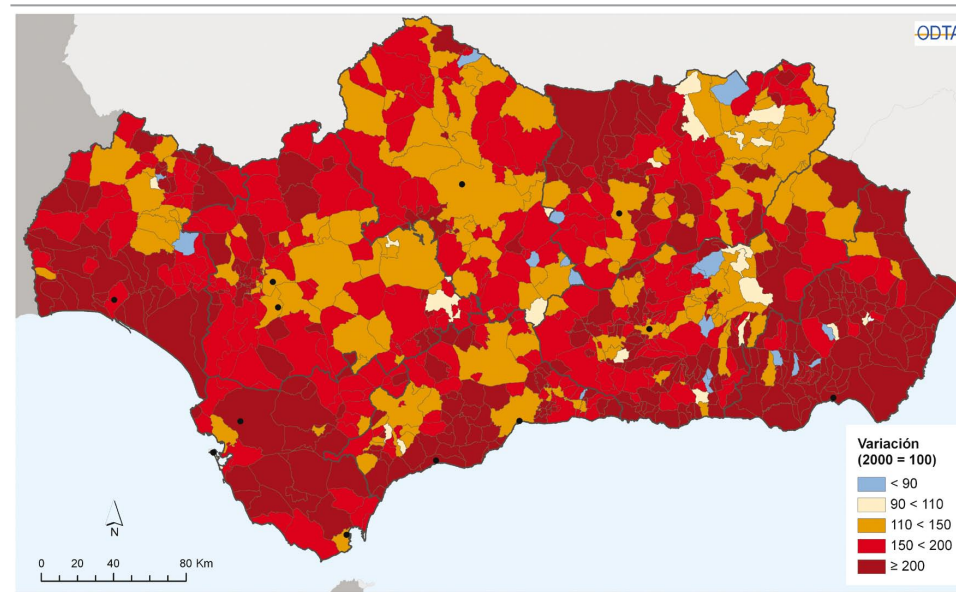 ODTA
N
0 20 40 80 Km
Variación
(2000 = 100)
< 90
90 < 110
110 < 150
150 < 200
≥ 200